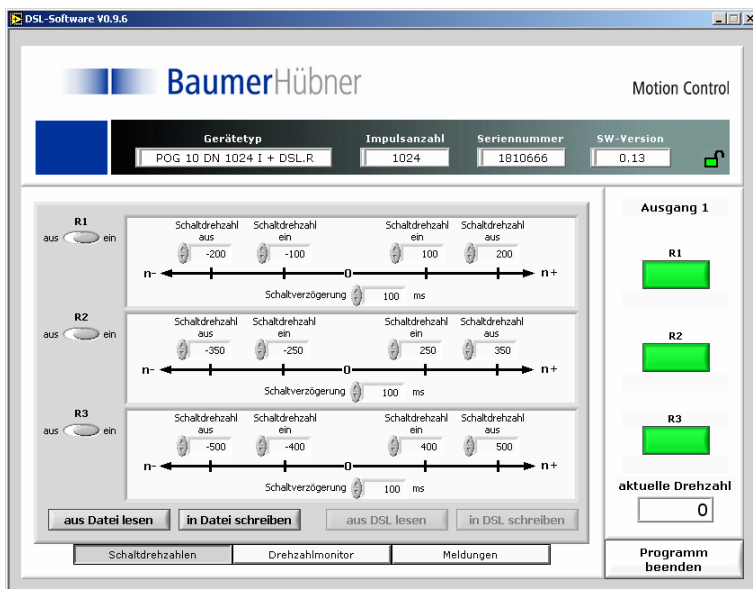 DSL-Software V0.9.6
BaumerHübner
Motion Control
Gerätetyp Impulsanzahl Seriennummer SW-Version
POG 10 DN 1024 I + DSL.R 1024 1810666 0.13
R1
aus ein
Schaltdrehzahl aus Schaltdrehzahl ein Schaltdrehzahl ein Schaltdrehzahl aus
-200 -100 100 200
n- 0 n+
Schaltverzögerung 100 ms
R2
aus ein
Schaltdrehzahl aus Schaltdrehzahl ein Schaltdrehzahl ein Schaltdrehzahl aus
-350 -250 250 350
n- 0 n+
Schaltverzögerung 100 ms
R3
aus ein
Schaltdrehzahl aus Schaltdrehzahl ein Schaltdrehzahl ein Schaltdrehzahl aus
-500 -400 400 500
n- 0 n+
Schaltverzögerung 100 ms
aus Datei lesen in Datei schreiben aus DSL lesen in DSL schreiben
Schaltdrehzahlen Drehzahlmonitor Meldungen
Ausgang 1
R1
R2
R3
aktuelle Drehzahl
0
Programm
beenden